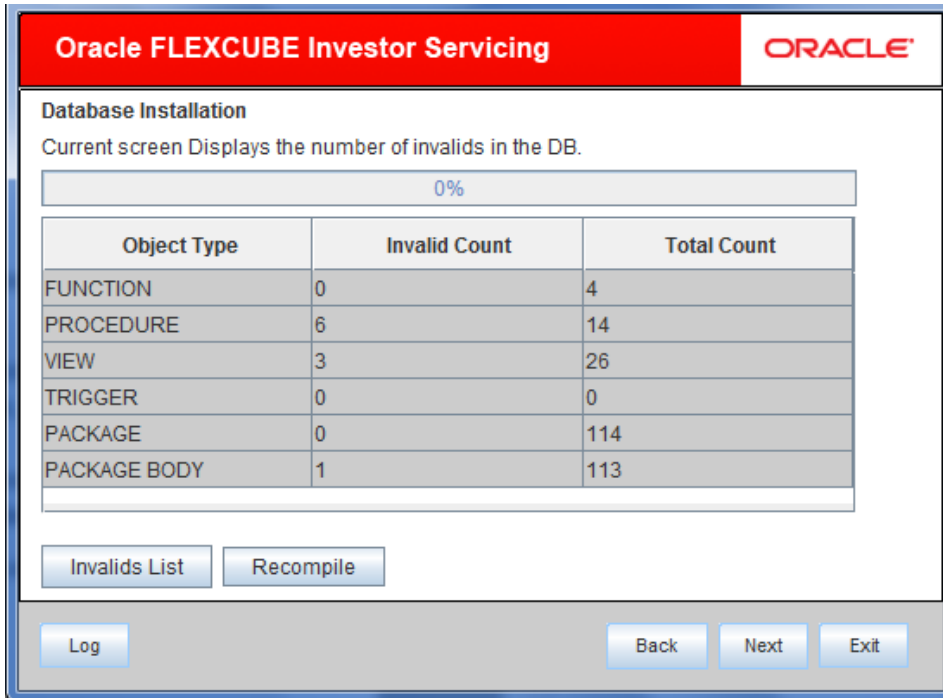 Oracle FLEXCUBE Investor Servicing ORACLE
Database Installation
Current screen Displays the number of invalids in the DB.
0%
Object Type Invalid Count Total Count
FUNCTION 0 4
PROCEDURE 6 14
VIEW 3 26
TRIGGER 0 0
PACKAGE 0 114
PACKAGE BODY 1 113
Invalids List Recompile
Log Back Next Exit